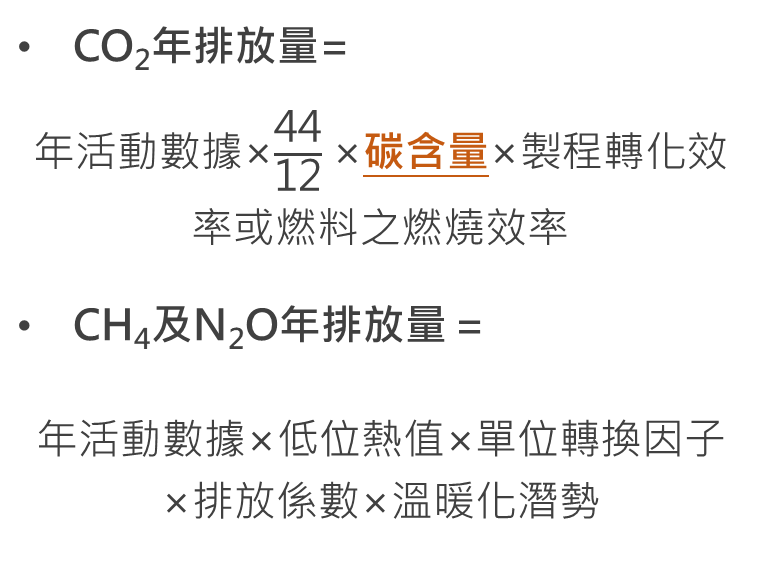 • CO₂年排放量=
年活動數據×44/12 ×碳含量×製程轉化效
率或燃料之燃燒效率
• CH₄及N₂O年排放量 =
年活動數據×低位熱值×單位轉換因子
×排放係數×溫暖化潛勢